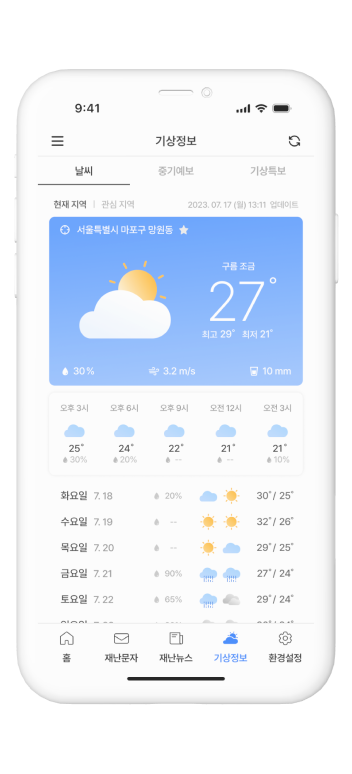 9:41
기상정보
날씨 중기예보 기상특보
현재 지역 | 관심 지역 2023. 07. 17 (월) 13:11 업데이트
서울특별시 마포구 망원동
구름 조금
27°
최고 29° 최저 21°
30% 3.2 m/s 10 mm
오후 3시 오후 6시 오후 9시 오전 12시 오전 3시
25° 24° 22° 21° 21°
30% 20% -- -- 10%
화요일 7. 18 20% 30°/ 25°
수요일 7. 19 -- 32°/ 26°
목요일 7. 20 -- 29°/ 25°
금요일 7. 21 90% 27°/ 24°
토요일 7. 22 65% 29°/ 24°
홈 재난문자 재난뉴스 기상정보 환경설정